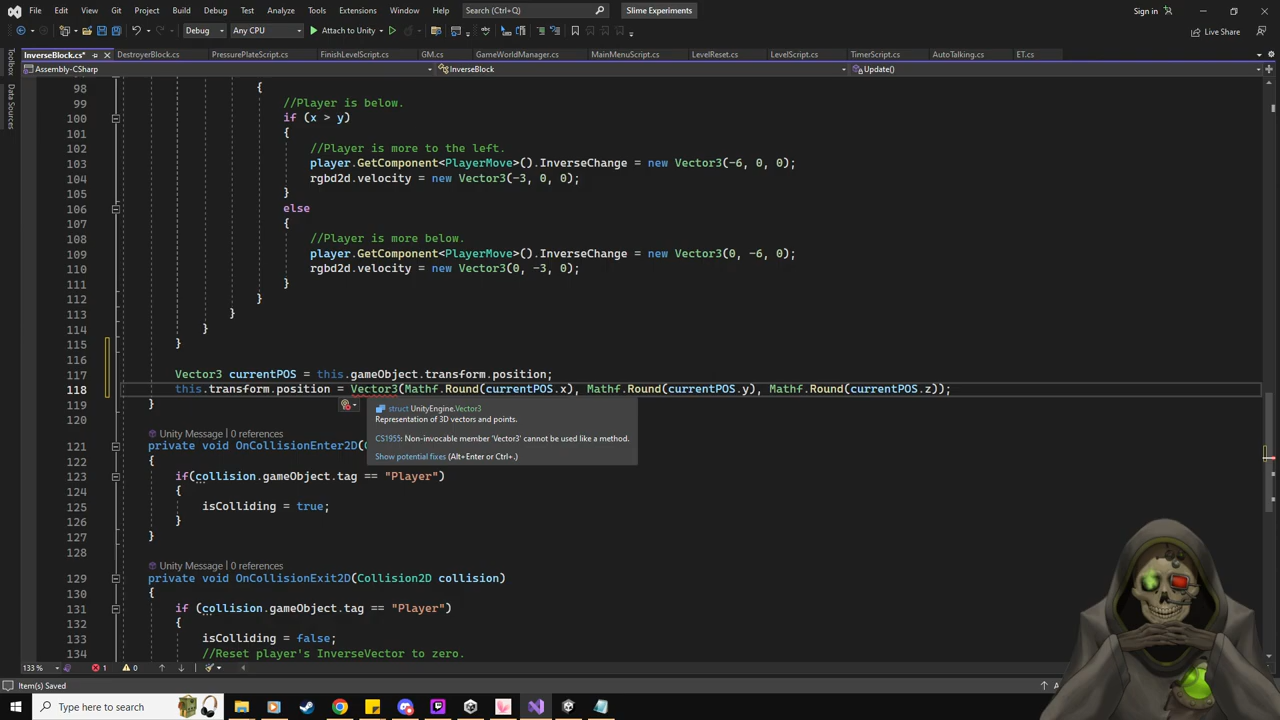 File Edit View Git Project Build Debug Test Analyze Tools Extensions Window Help Search (Ctrl+Q) Slime Experiments Sign in
Debug Any CPU Attach to Unity Live Share
InverseBlock.cs* DestroyerBlock.cs PressurePlateScript.cs FinishLevelScript.cs GM.cs GameWorldManager.cs MainMenuScript.cs LevelReset.cs LevelScript.cs TimerScript.cs AutoTalking.cs ET.cs
Toolbox
Data Sources
Assembly-CSharp InverseBlock Update()
98 {
99 //Player is below.
100 if (x > y)
101 {
102 //Player is more to the left.
103 player.GetComponent<PlayerMove>().InverseChange = new Vector3(-6, 0, 0);
104 rgbd2d.velocity = new Vector3(-3, 0, 0);
105 }
106 else
107 {
108 //Player is more below.
109 player.GetComponent<PlayerMove>().InverseChange = new Vector3(0, -6, 0);
110 rgbd2d.velocity = new Vector3(0, -3, 0);
111 }
112 }
113 }
114 }
115 }
116
117 Vector3 currentPOS = this.gameObject.transform.position;
118 this.transform.position = Vector3(Mathf.Round(currentPOS.x), Mathf.Round(currentPOS.y), Mathf.Round(currentPOS.z));
119 }
struct UnityEngine.Vector3
Representation of 3D vectors and points.
CS1955: Non-invocable member 'Vector3' cannot be used like a method.
Show potential fixes (Alt+Enter or Ctrl+.)
120
Unity Message | 0 references
121 private void OnCollisionEnter2D(
122 {
123 if(collision.gameObject.tag == "Player")
124 {
125 isColliding = true;
126 }
127 }
128
Unity Message | 0 references
129 private void OnCollisionExit2D(Collision2D collision)
130 {
131 if (collision.gameObject.tag == "Player")
132 {
133 isColliding = false;
134 //Reset player's InverseVector to zero.
133 % 1 0
Item(s) Saved
Type here to search